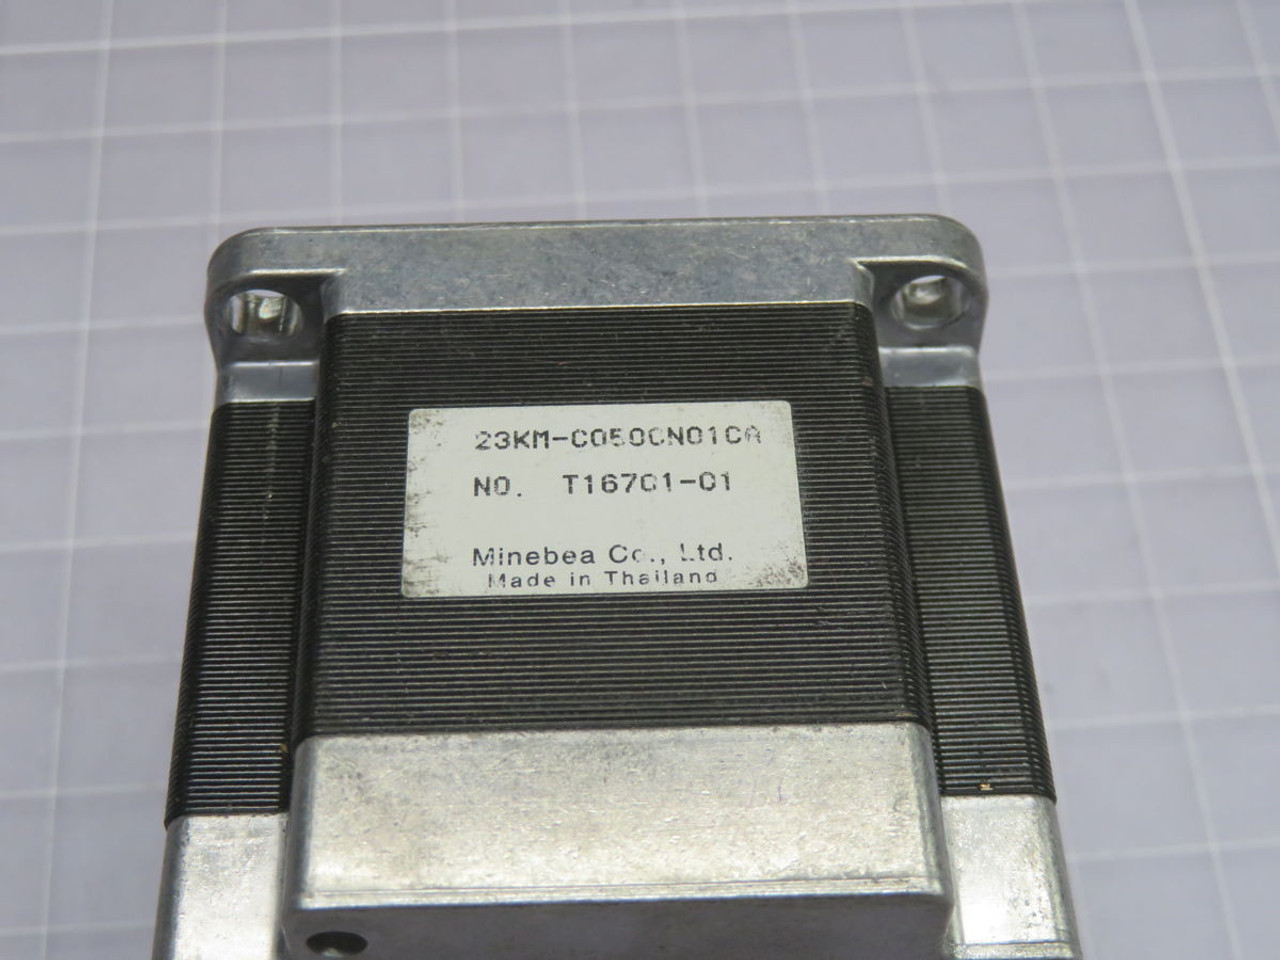 23KM-C050CN01CA
NO. T16701-01
Minebea Co., Ltd.
Made in Thailand